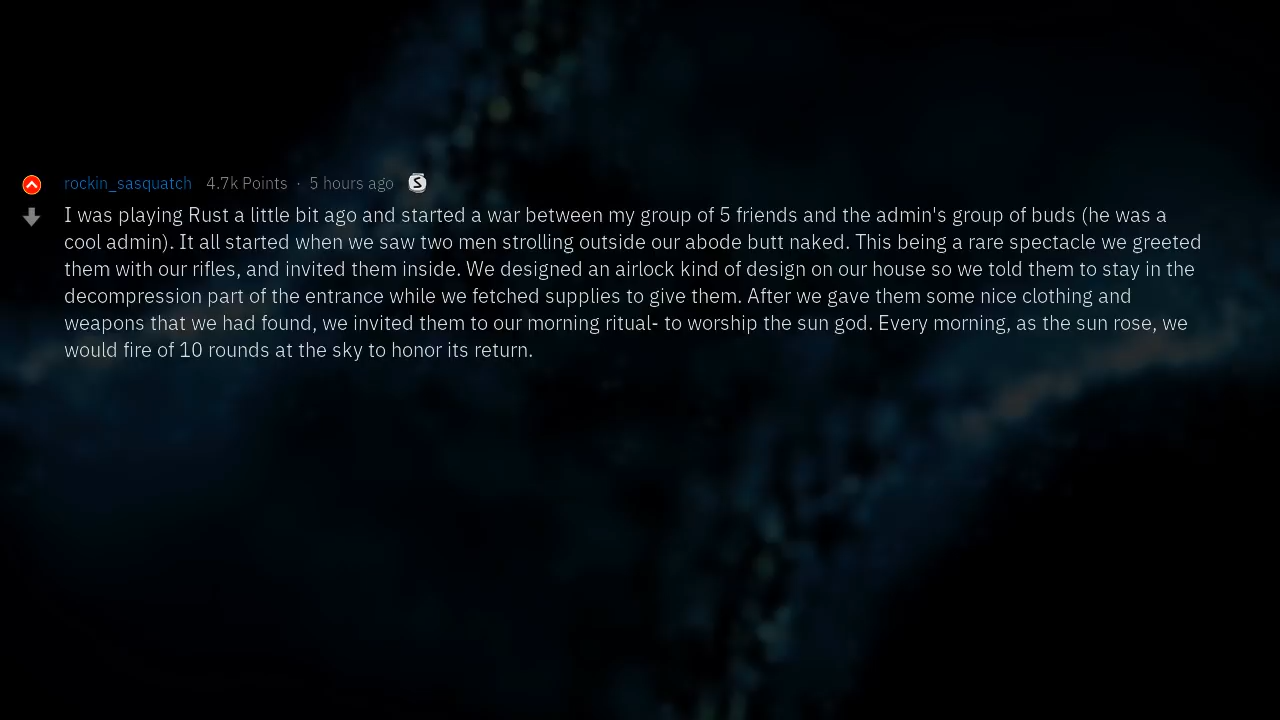 rockin_sasquatch 4.7k Points · 5 hours ago S
I was playing Rust a little bit ago and started a war between my group of 5 friends and the admin's group of buds (he was a
cool admin). It all started when we saw two men strolling outside our abode butt naked. This being a rare spectacle we greeted
them with our rifles, and invited them inside. We designed an airlock kind of design on our house so we told them to stay in the
decompression part of the entrance while we fetched supplies to give them. After we gave them some nice clothing and
weapons that we had found, we invited them to our morning ritual- to worship the sun god. Every morning, as the sun rose, we
would fire of 10 rounds at the sky to honor its return.